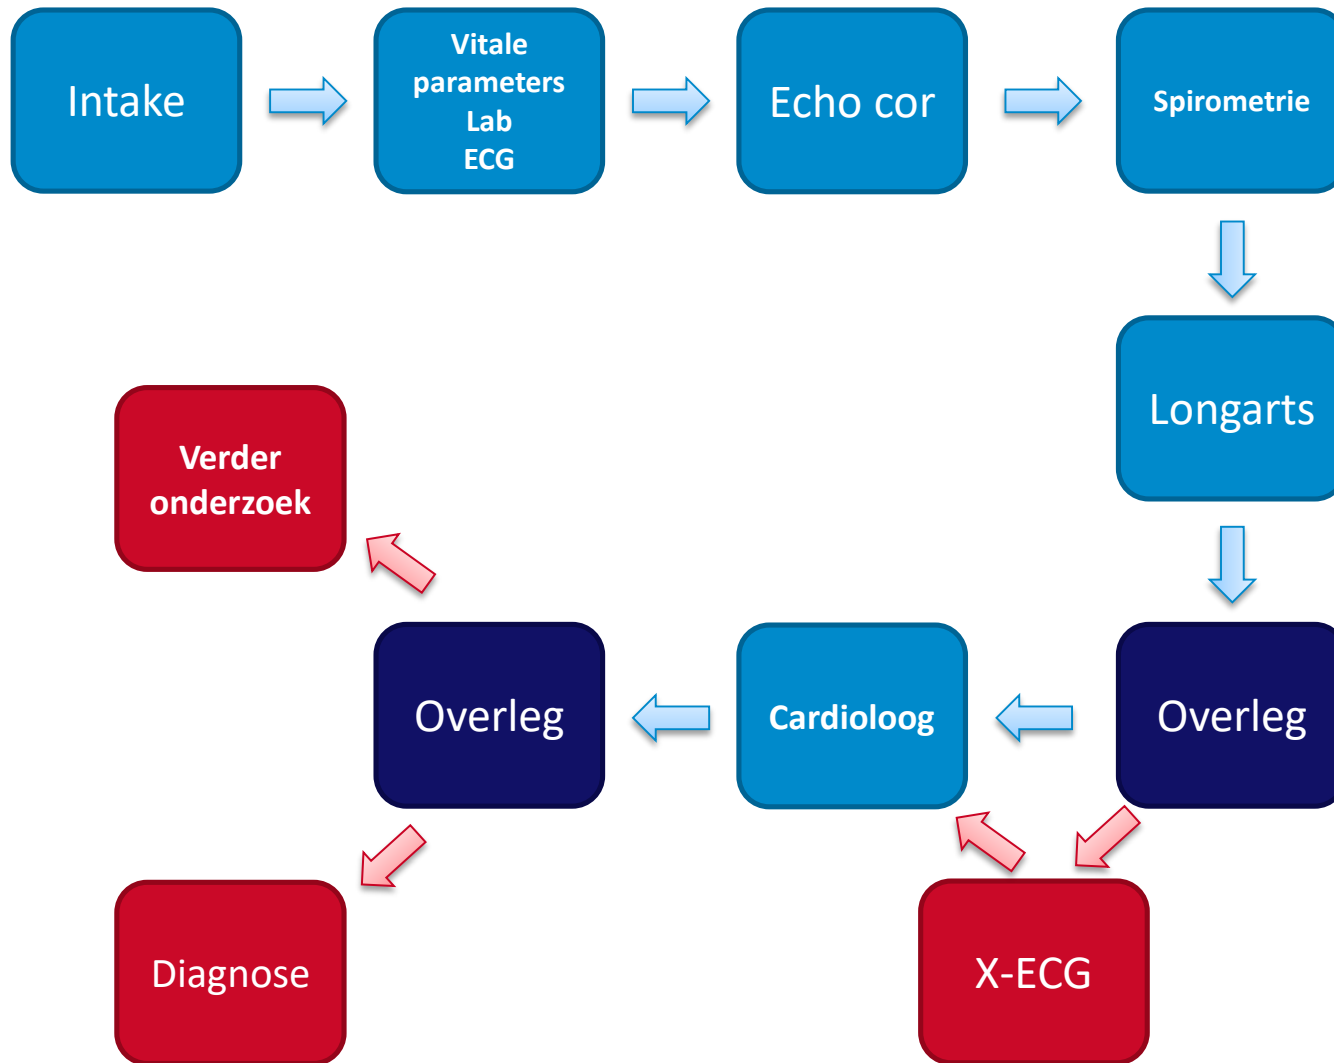 Intake
Vitale
parameters
Lab
ECG
Echo cor
Spirometrie
Longarts
Verder
onderzoek
Overleg
Cardioloog
Overleg
Diagnose
X-ECG